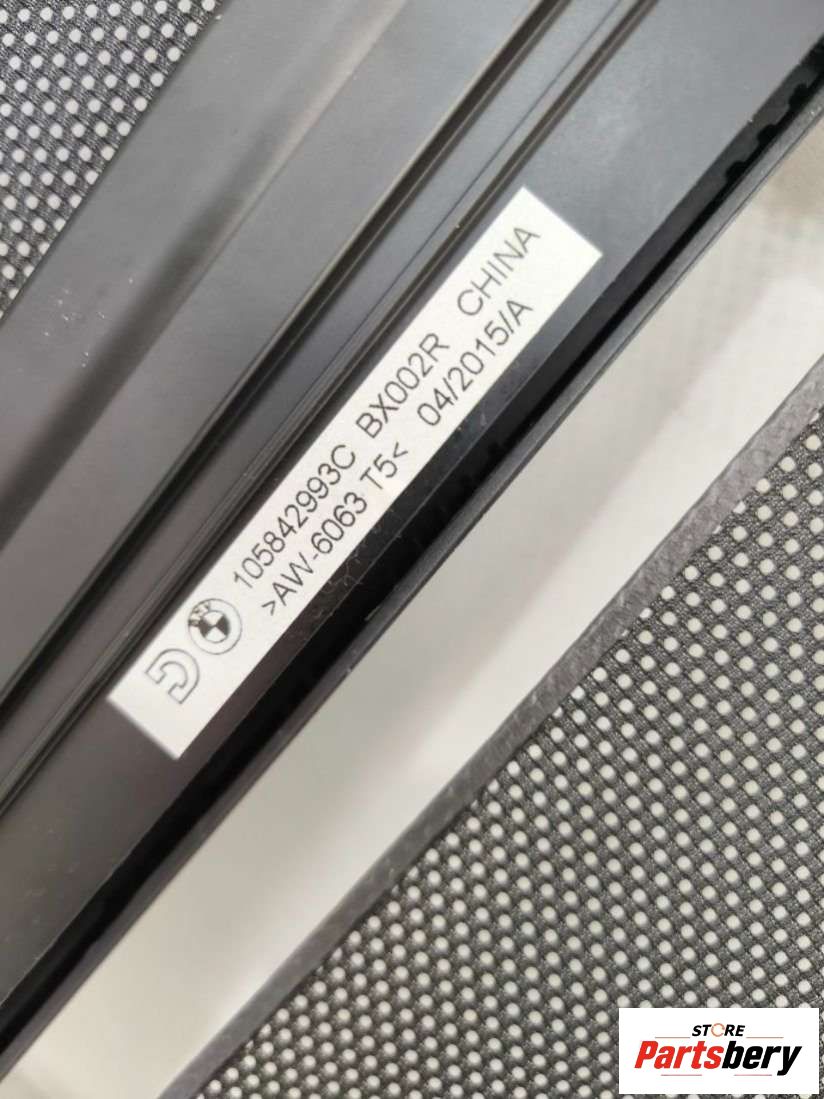 105842993C BX002R CHINA
>AW-6063 T5< 04/2015/A
STORE
Partsbery